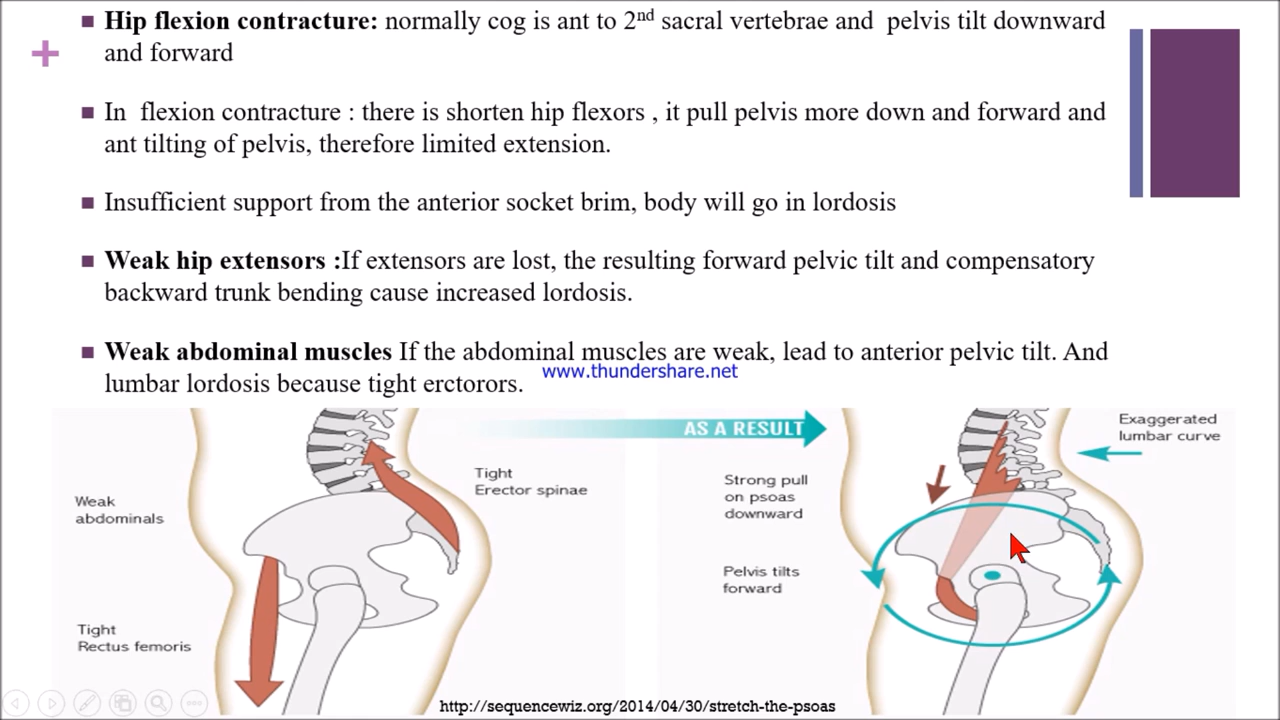 Hip flexion contracture: normally cog is ant to 2nd sacral vertebrae and pelvis tilt downward
and forward
In flexion contracture : there is shorten hip flexors , it pull pelvis more down and forward and
ant tilting of pelvis, therefore limited extension.
Insufficient support from the anterior socket brim, body will go in lordosis
Weak hip extensors :If extensors are lost, the resulting forward pelvic tilt and compensatory
backward trunk bending cause increased lordosis.
Weak abdominal muscles If the abdominal muscles are weak, lead to anterior pelvic tilt. And
lumbar lordosis because tight erctorors.
www.thundershare.net
Weak
abdominals
Tight
Erector spinae
Tight
Rectus femoris
AS A RESULT
Strong pull
on psoas
downward
Pelvis tilts
forward
Exaggerated
lumbar curve
http://sequencewiz.org/2014/04/30/stretch-the-psoas